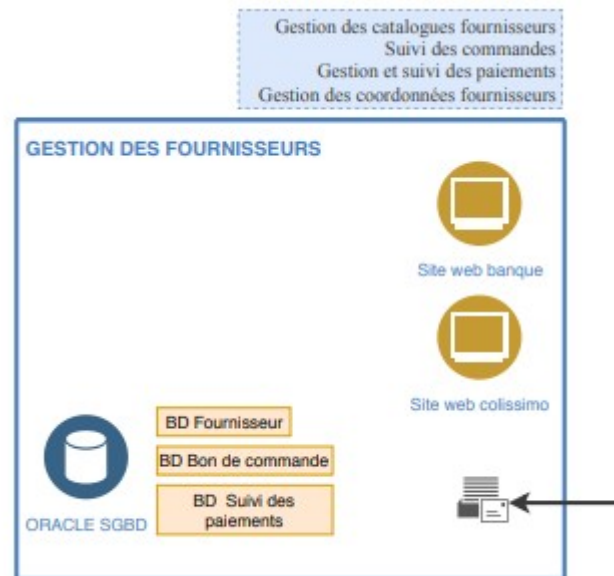 Gestion des catalogues fournisseurs
Suivi des commandes
Gestion et suivi des paiements
Gestion des coordonnées fournisseurs
GESTION DES FOURNISSEURS
Site web banque
Site web colissimo
BD Fournisseur
BD Bon de commande
BD Suivi des
paiements
ORACLE SGBD